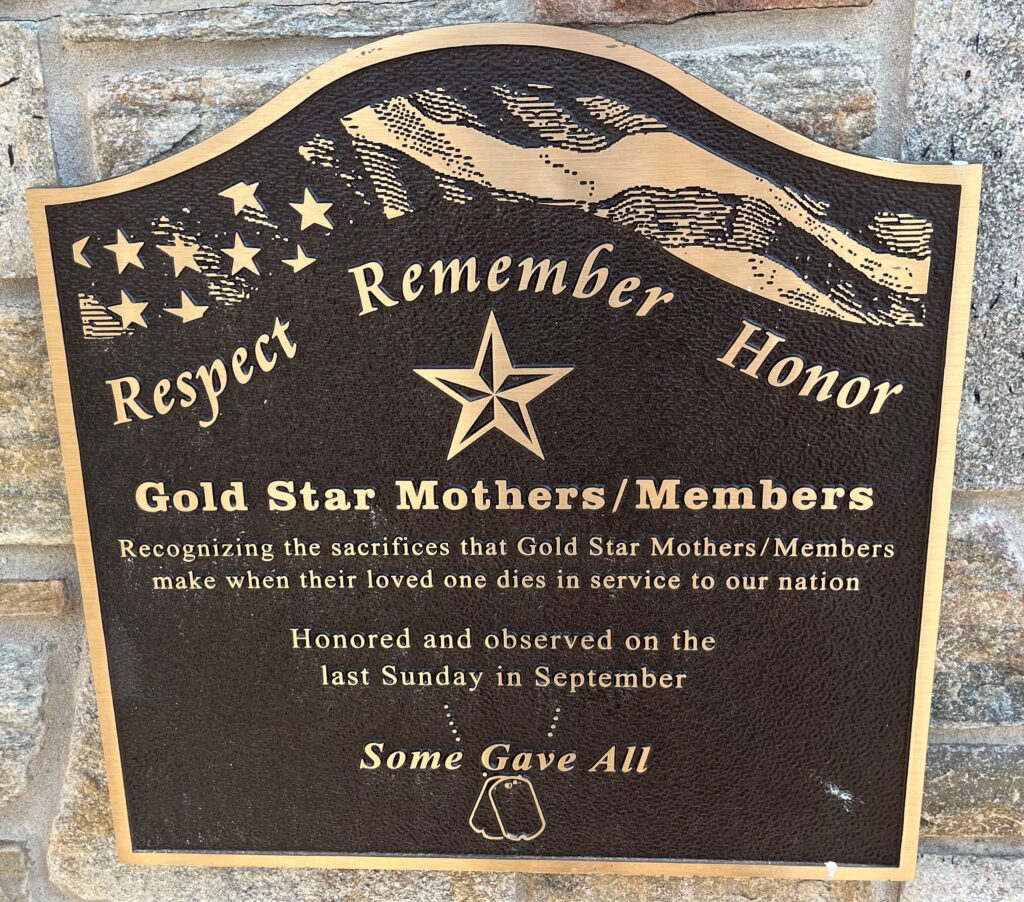 Respect Remember Honor
Gold Star Mothers/Members
Recognizing the sacrifices that Gold Star Mothers/Members
make when their loved one dies in service to our nation
Honored and observed on the
last Sunday in September
Some Gave All